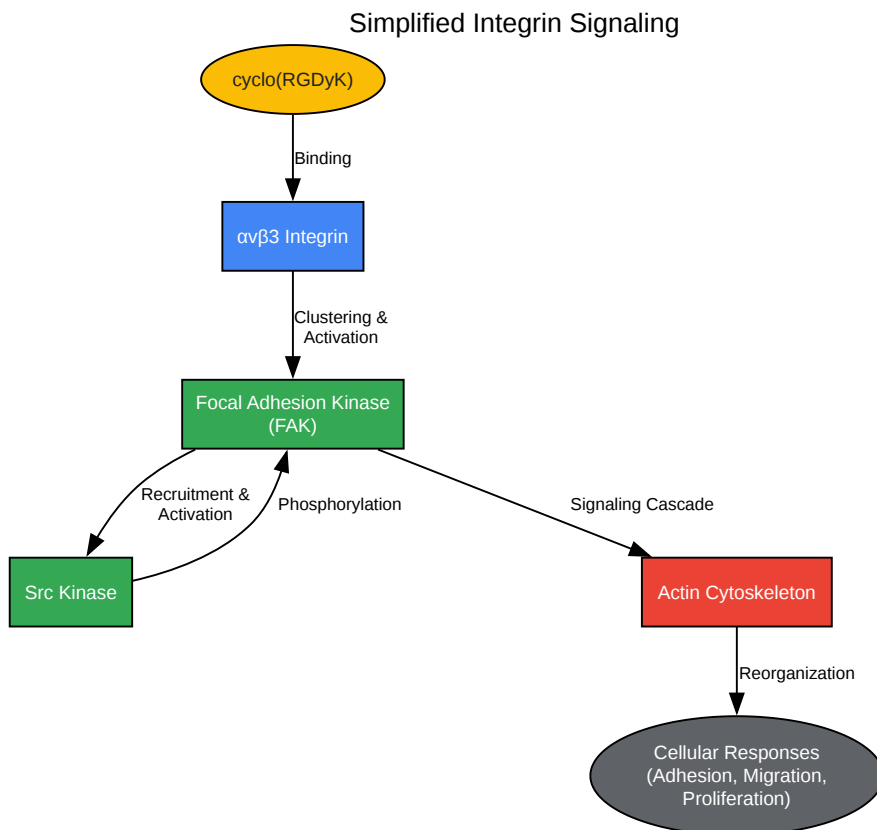 Simplified Integrin Signaling
cyclo(RGDyK)
Binding
αvβ3 Integrin
Clustering &
Activation
Focal Adhesion Kinase
(FAK)
Recruitment &
Activation
Phosphorylation
Signaling Cascade
Src Kinase
Actin Cytoskeleton
Reorganization
Cellular Responses
(Adhesion, Migration,
Proliferation)